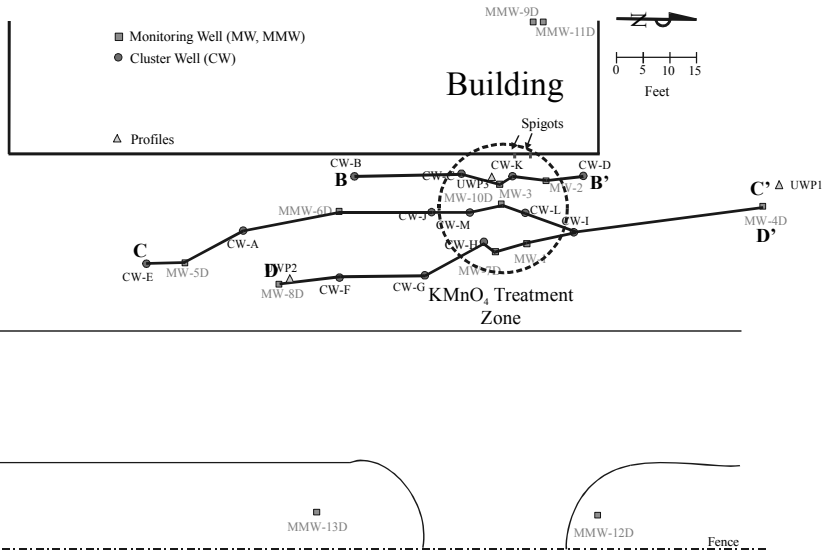 MMW-9D
MMW-11D
Monitoring Well (MW, MMW)
Cluster Well (CW)
N
0 5 10 15
Feet
Building
Spigots
Profiles
CW-B
CW-K
CW-D
B
CW-C
UWP3
MW-3
MW-2
B’
MMW-10D
C’
UWP1
MMW-6D
CW-J
CW-M
CW-L
CW-I
MW-4D
D’
C
CW-A
CW-H
CW-E
MW-5D
D
UWP2
MW-7D
MW-8D
CW-F
CW-G
KMnO₄ Treatment
Zone
MMW-13D
MMW-12D
Fence